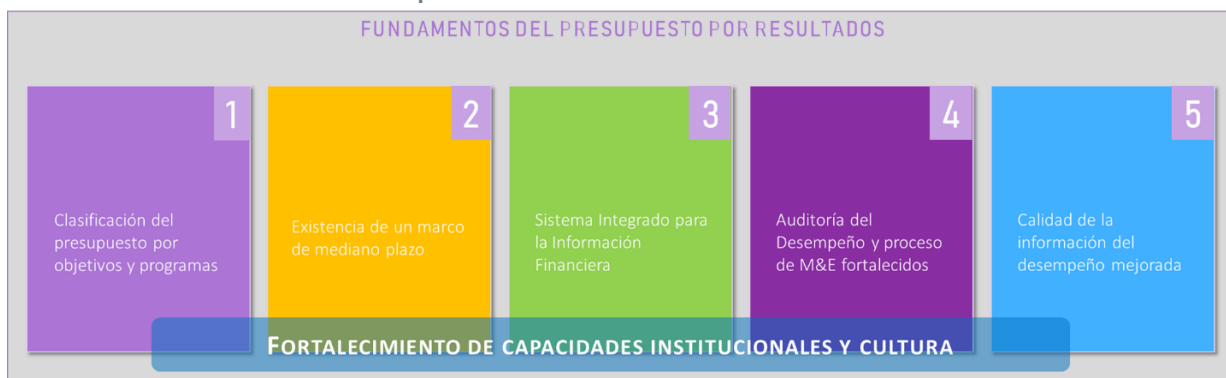 FUNDAMENTOS DEL PRESUPUESTO POR RESULTADOS
1
Clasificación del
presupuesto por
objetivos y programas
2
Existencia de un marco
de mediano plazo
3
Sistema Integrado para
la Información
Financiera
4
Auditoría del
Desempeño y proceso
de M&E fortalecidos
5
Calidad de la
información del
desempeño mejorada
FORTALECIMIENTO DE CAPACIDADES INSTITUCIONALES Y CULTURA